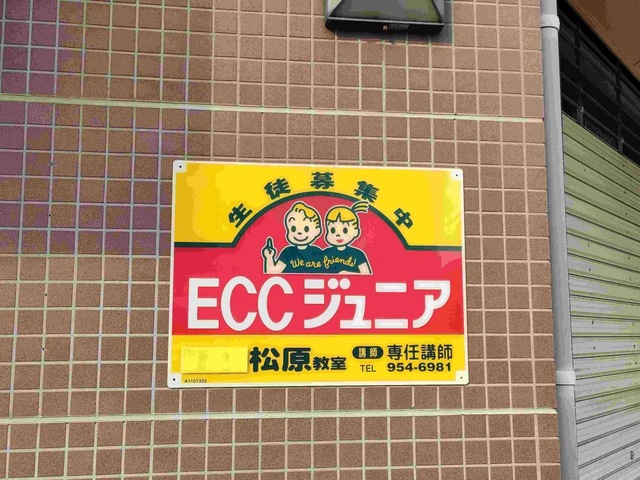 生徒募集中
We are friends!
ECCジュニア
松原教室
講師 専任講師
TEL 954-6981
A1101332